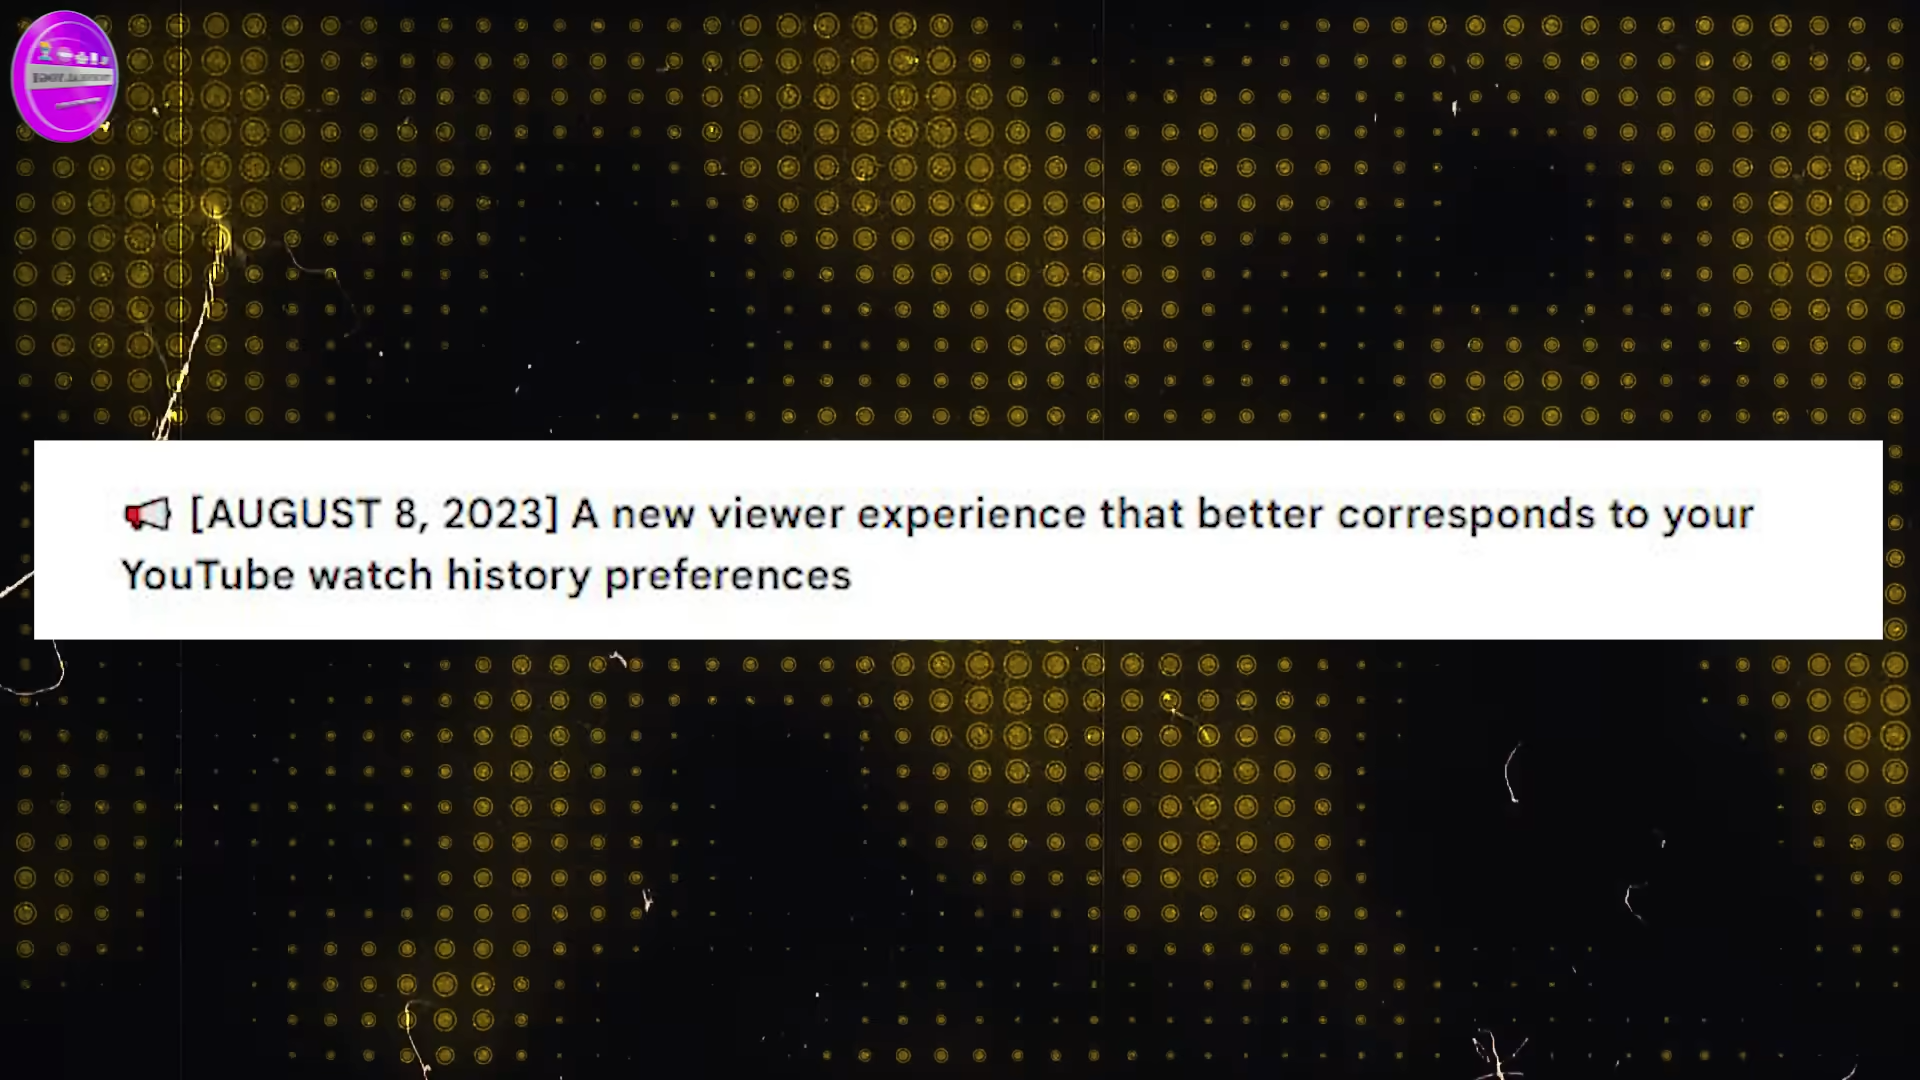 📢 [AUGUST 8, 2023] A new viewer experience that better corresponds to your
YouTube watch history preferences